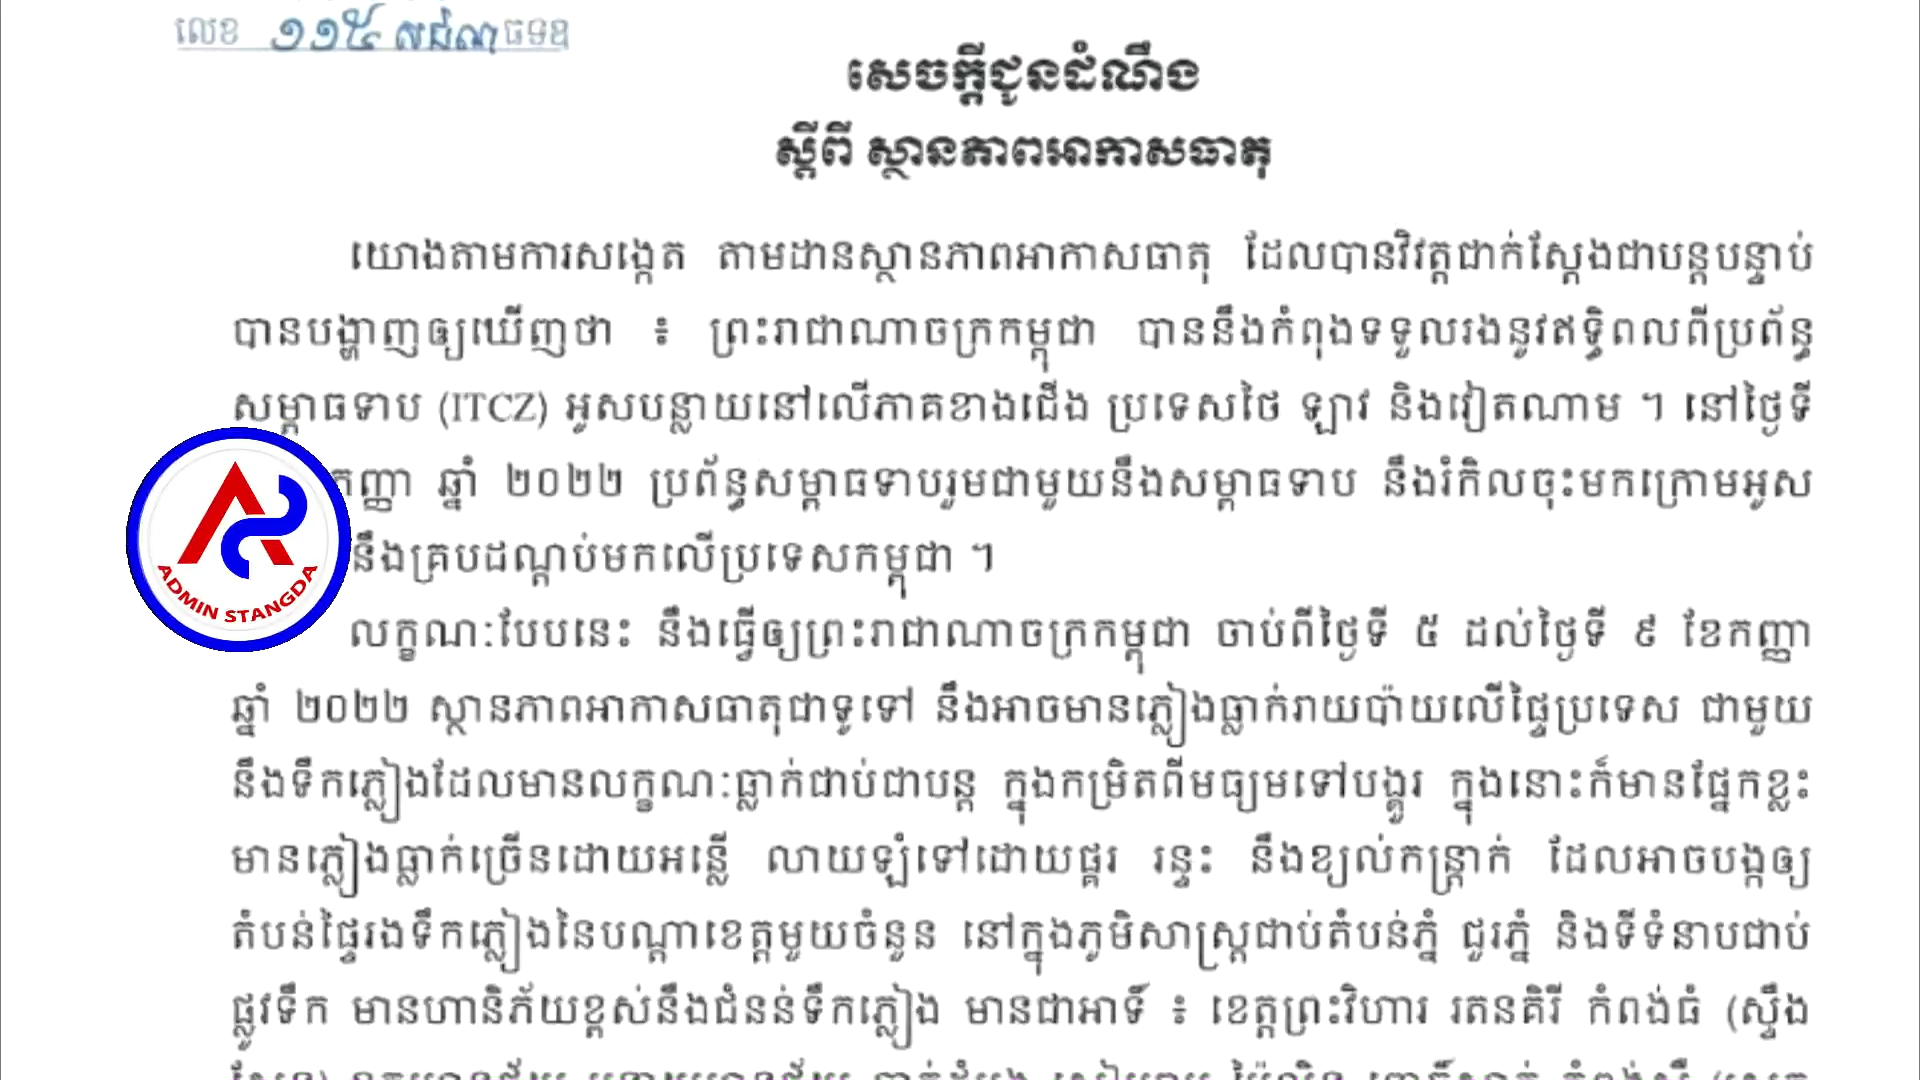 លេខ ១១៥ សជណ ធទឧ
សេចក្តីជូនដំណឹង
ស្តីពី ស្ថានភាពអាកាសធាតុ
យោងតាមការសង្កេត តាមដានស្ថានភាពអាកាសធាតុ ដែលបានវិវត្តជាក់ស្តែងជាបន្តបន្ទាប់
បានបង្ហាញឲ្យឃើញថា ៖ ព្រះរាជាណាចក្រកម្ពុជា បាននឹងកំពុងទទួលរងនូវឥទ្ធិពលពីប្រព័ន្ធ
សម្ពាធទាប (ITCZ) អូសបន្លាយនៅលើភាគខាងជើង ប្រទេសថៃ ឡាវ និងវៀតណាម ។ នៅថ្ងៃទី
កញ្ញា ឆ្នាំ ២០២២ ប្រព័ន្ធសម្ពាធទាបរួមជាមួយនឹងសម្ពាធទាប នឹងរំកិលចុះមកក្រោមអូស
នឹងគ្របដណ្តប់មកលើប្រទេសកម្ពុជា ។
ADMIN STANGDA
លក្ខណៈបែបនេះ នឹងធ្វើឲ្យព្រះរាជាណាចក្រកម្ពុជា ចាប់ពីថ្ងៃទី ៥ ដល់ថ្ងៃទី ៩ ខែកញ្ញា
ឆ្នាំ ២០២២ ស្ថានភាពអាកាសធាតុជាទូទៅ នឹងអាចមានភ្លៀងធ្លាក់រាយប៉ាយលើផ្ទៃប្រទេស ជាមួយ
នឹងទឹកភ្លៀងដែលមានលក្ខណៈធ្លាក់ជាប់ជាបន្ត ក្នុងកម្រិតពីមធ្យមទៅបង្គួរ ក្នុងនោះក៏មានផ្នែកខ្លះ
មានភ្លៀងធ្លាក់ច្រើនដោយអន្លើ លាយឡំទៅដោយផ្គរ រន្ទះ នឹងខ្យល់កន្ត្រាក់ ដែលអាចបង្កឲ្យ
តំបន់ផ្ទៃរងទឹកភ្លៀងនៃបណ្តាខេត្តមួយចំនួន នៅក្នុងភូមិសាស្ត្រជាប់តំបន់ភ្នំ ជួរភ្នំ និងទីទំនាបជាប់
ផ្លូវទឹក មានហានិភ័យខ្ពស់នឹងជំនន់ទឹកភ្លៀង មានជាអាទិ៍ ៖ ខេត្តព្រះវិហារ រតនគិរី កំពង់ធំ (ស្ទឹង